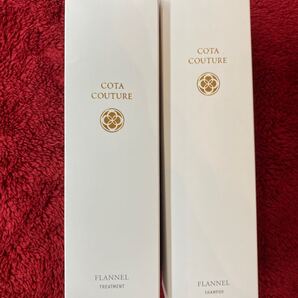 COTA
COUTURE
FLANNEL
TREATMENT
COTA
COUTURE
FLANNEL
SHAMPOO